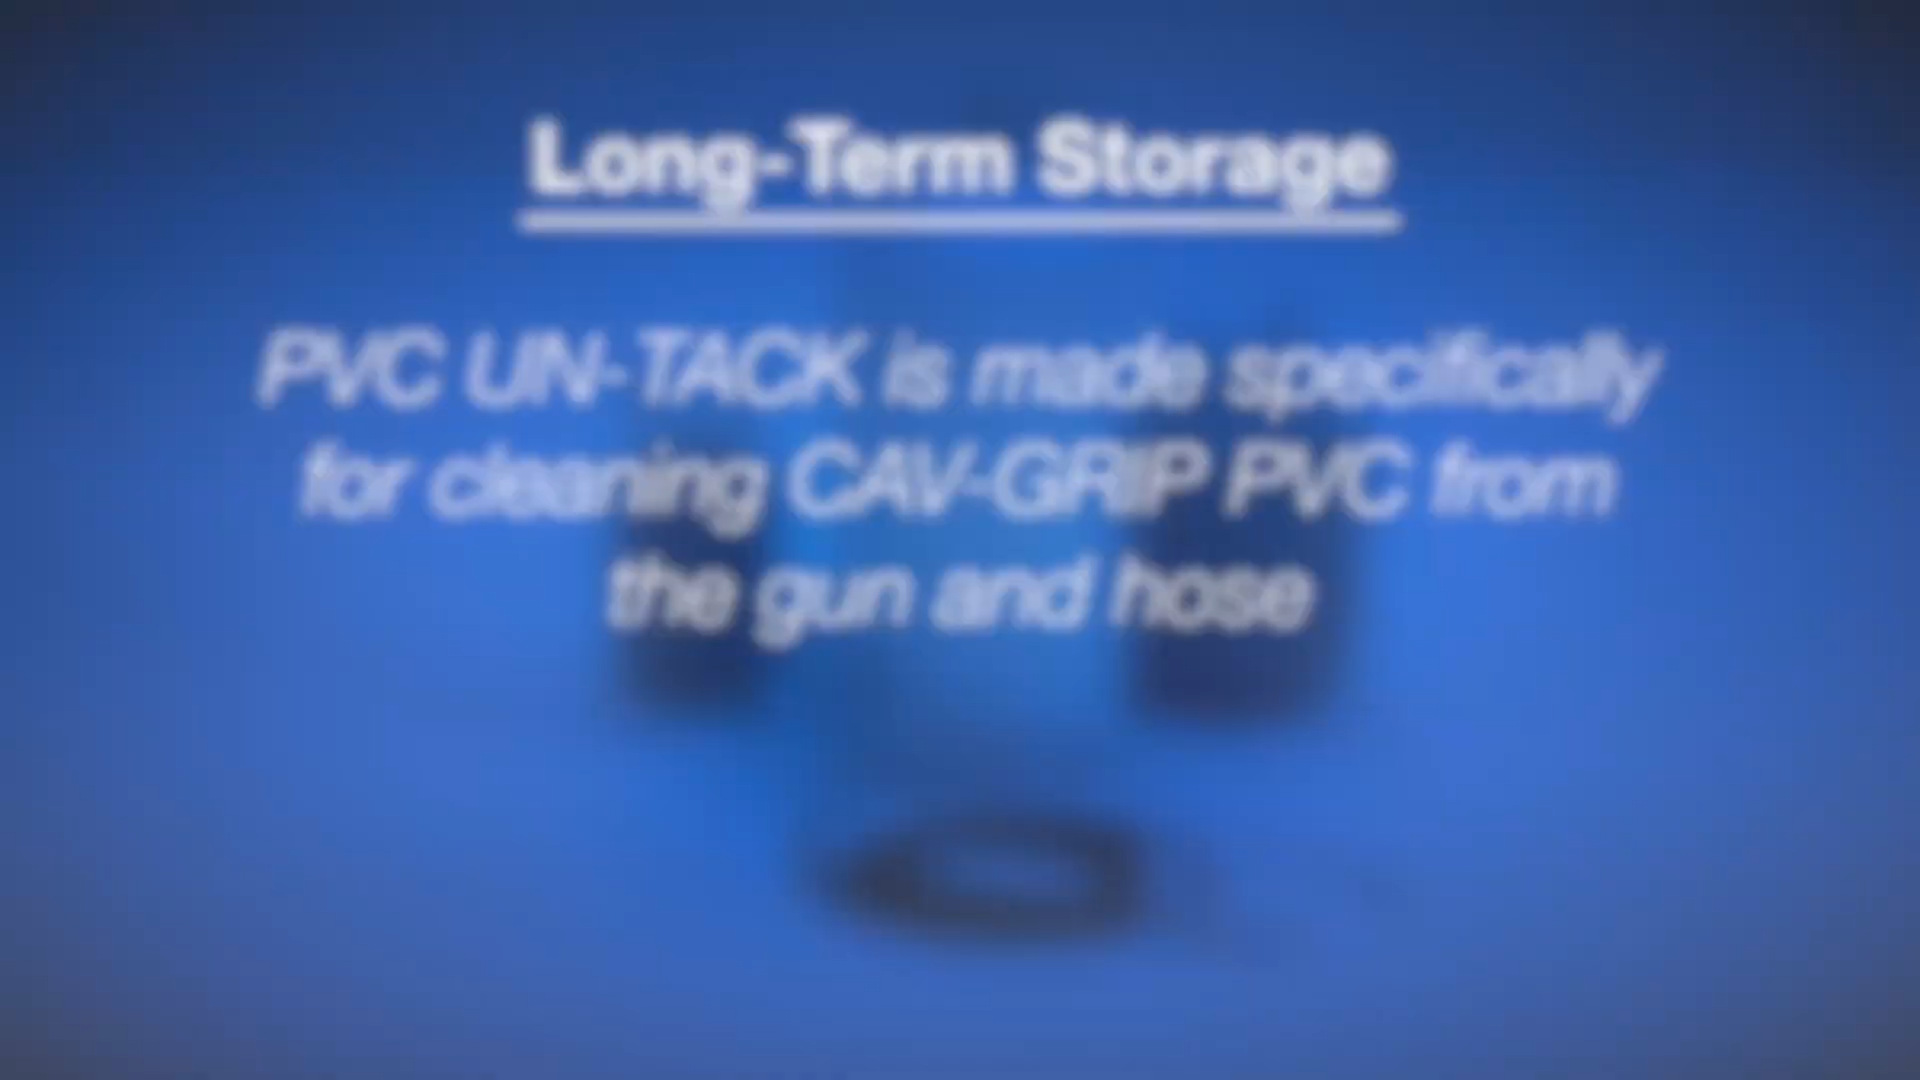 Long-Term Storage
PVC UN-TACK is made specifically
for cleaning CAV-GRIP PVC from
the gun and hose